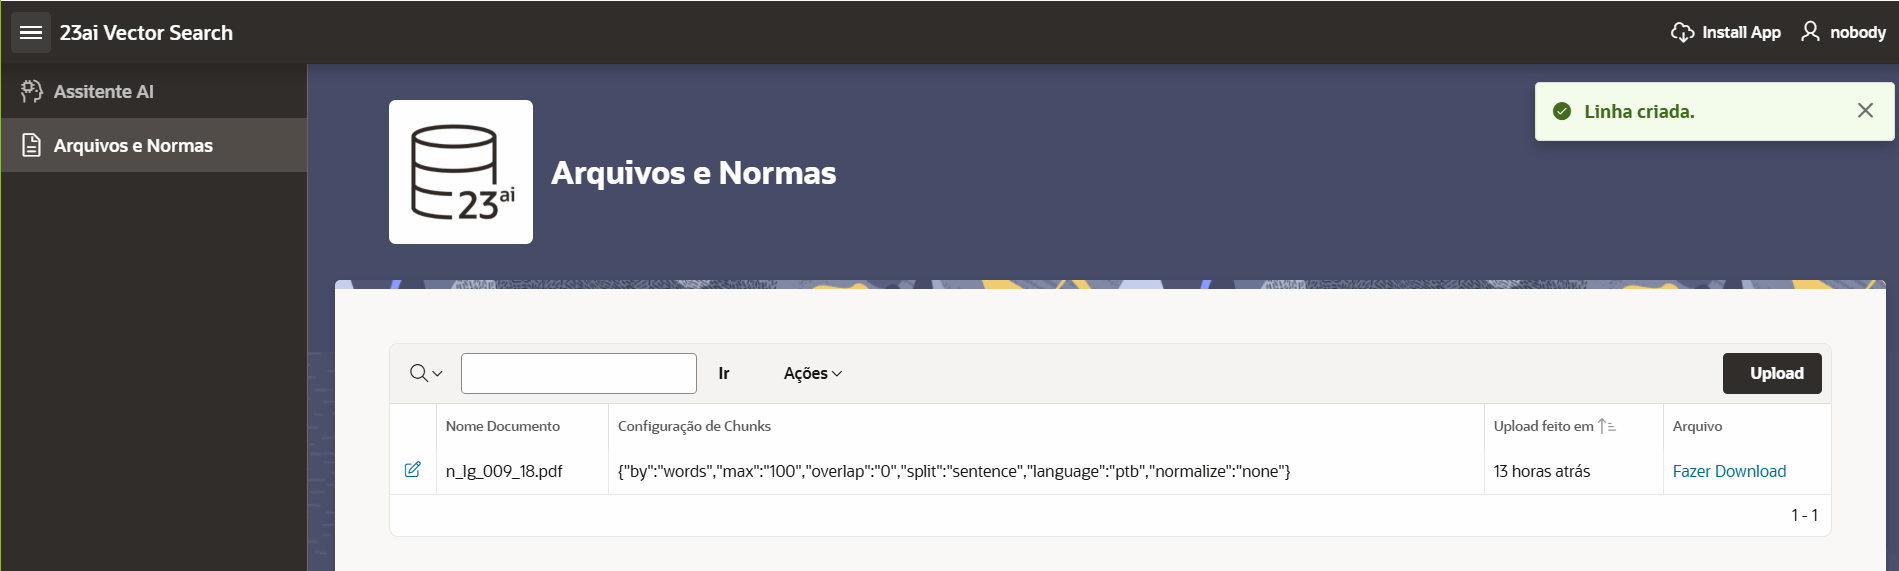 23ai Vector Search
Install App
nobody
Assitente AI
Arquivos e Normas
Linha criada.
23ai
Arquivos e Normas
Ir
Ações
Upload
Nome Documento
Configuração de Chunks
Upload feito em
Arquivo
n_lg_009_18.pdf
{"by":"words","max":"100","overlap":"0","split":"sentence","language":"ptb","normalize":"none"}
13 horas atrás
Fazer Download
1 - 1